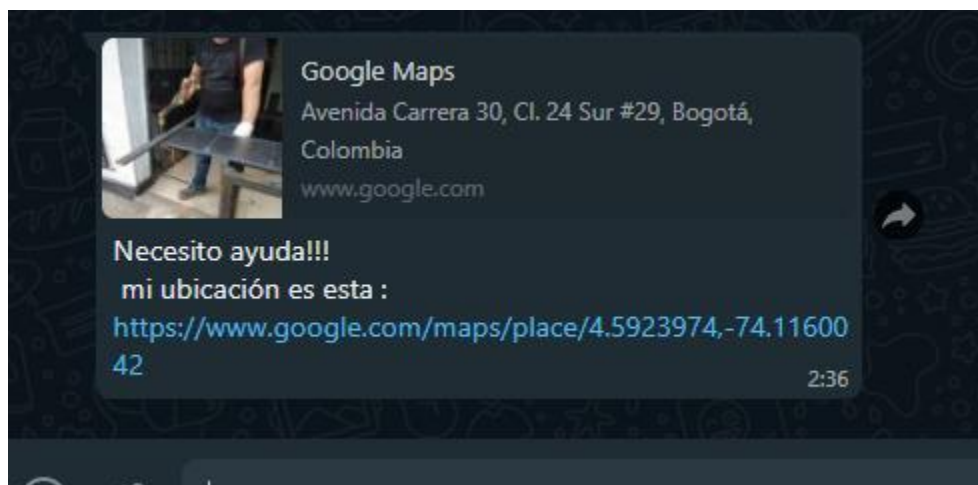 Google Maps
Avenida Carrera 30, Cl. 24 Sur #29, Bogotá,
Colombia
www.google.com
Necesito ayuda!!!
mi ubicación es esta :
https://www.google.com/maps/place/4.5923974,-74.11600
42
2:36